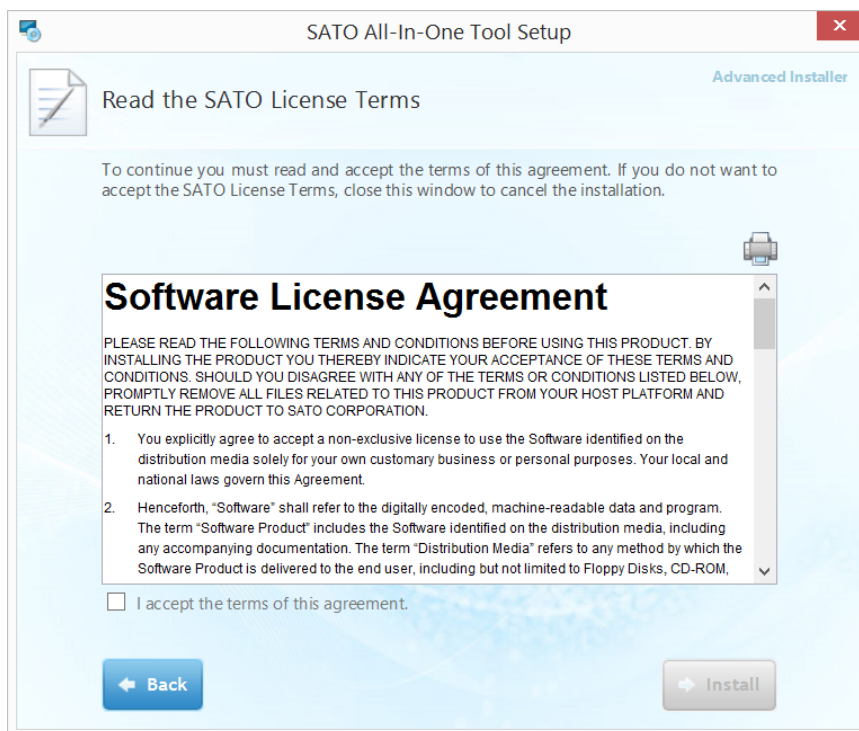 SATO All-In-One Tool Setup
Advanced Installer
Read the SATO License Terms
To continue you must read and accept the terms of this agreement. If you do not want to
accept the SATO License Terms, close this window to cancel the installation.
Software License Agreement
PLEASE READ THE FOLLOWING TERMS AND CONDITIONS BEFORE USING THIS PRODUCT. BY
INSTALLING THE PRODUCT YOU THEREBY INDICATE YOUR ACCEPTANCE OF THESE TERMS AND
CONDITIONS. SHOULD YOU DISAGREE WITH ANY OF THE TERMS OR CONDITIONS LISTED BELOW,
PROMPTLY REMOVE ALL FILES RELATED TO THIS PRODUCT FROM YOUR HOST PLATFORM AND
RETURN THE PRODUCT TO SATO CORPORATION.
1. You explicitly agree to accept a non-exclusive license to use the Software identified on the
distribution media solely for your own customary business or personal purposes. Your local and
national laws govern this Agreement.
2. Henceforth, “Software” shall refer to the digitally encoded, machine-readable data and program.
The term “Software Product” includes the Software identified on the distribution media, including
any accompanying documentation. The term “Distribution Media” refers to any method by which the
Software Product is delivered to the end user, including but not limited to Floppy Disks, CD-ROM,
I accept the terms of this agreement.
Back
Install